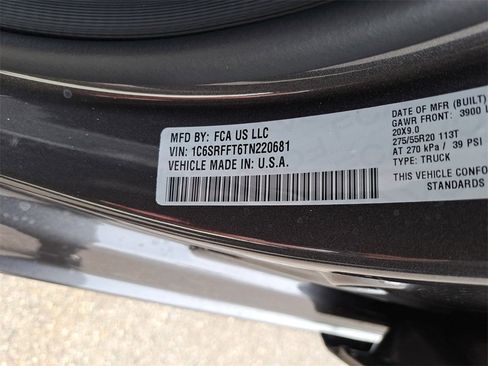 MFD BY: FCA US LLC
VIN: 1C6SRFFT6TN220681
VEHICLE MADE IN: U.S.A.
DATE OF MFR (BUILT)
GAWR FRONT: 3900 L
20X9.0
275/55R20 113T
AT 270 kPa / 39 PSI
TYPE: TRUCK
THIS VEHICLE CONFO
STANDARDS